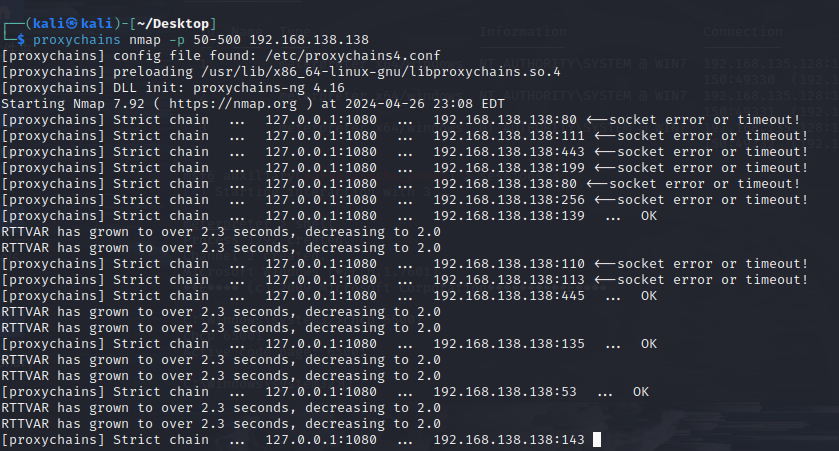 ┌──(kali㉿kali)-[~/Desktop]
└─$ proxychains nmap -p 50-500 192.168.138.138
[proxychains] config file found: /etc/proxychains4.conf
[proxychains] preloading /usr/lib/x86_64-linux-gnu/libproxychains.so.4
[proxychains] DLL init: proxychains-ng 4.16
Starting Nmap 7.92 ( https://nmap.org ) at 2024-04-26 23:08 EDT
[proxychains] Strict chain  ...  127.0.0.1:1080  ...  192.168.138.138:80 <--socket error or timeout!
[proxychains] Strict chain  ...  127.0.0.1:1080  ...  192.168.138.138:111 <--socket error or timeout!
[proxychains] Strict chain  ...  127.0.0.1:1080  ...  192.168.138.138:443 <--socket error or timeout!
[proxychains] Strict chain  ...  127.0.0.1:1080  ...  192.168.138.138:199 <--socket error or timeout!
[proxychains] Strict chain  ...  127.0.0.1:1080  ...  192.168.138.138:80 <--socket error or timeout!
[proxychains] Strict chain  ...  127.0.0.1:1080  ...  192.168.138.138:256 <--socket error or timeout!
[proxychains] Strict chain  ...  127.0.0.1:1080  ...  192.168.138.138:139  ...  OK
RTTVAR has grown to over 2.3 seconds, decreasing to 2.0
RTTVAR has grown to over 2.3 seconds, decreasing to 2.0
[proxychains] Strict chain  ...  127.0.0.1:1080  ...  192.168.138.138:110 <--socket error or timeout!
[proxychains] Strict chain  ...  127.0.0.1:1080  ...  192.168.138.138:113 <--socket error or timeout!
[proxychains] Strict chain  ...  127.0.0.1:1080  ...  192.168.138.138:445  ...  OK
RTTVAR has grown to over 2.3 seconds, decreasing to 2.0
RTTVAR has grown to over 2.3 seconds, decreasing to 2.0
[proxychains] Strict chain  ...  127.0.0.1:1080  ...  192.168.138.138:135  ...  OK
RTTVAR has grown to over 2.3 seconds, decreasing to 2.0
RTTVAR has grown to over 2.3 seconds, decreasing to 2.0
[proxychains] Strict chain  ...  127.0.0.1:1080  ...  192.168.138.138:53  ...  OK
RTTVAR has grown to over 2.3 seconds, decreasing to 2.0
RTTVAR has grown to over 2.3 seconds, decreasing to 2.0
[proxychains] Strict chain  ...  127.0.0.1:1080  ...  192.168.138.138:143